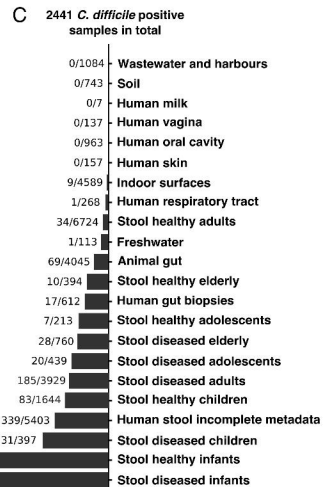 C
2441 C. difficile positive
samples in total
0/1084 Wastewater and harbours
0/743 Soil
0/7 Human milk
0/137 Human vagina
0/963 Human oral cavity
0/157 Human skin
9/4589 Indoor surfaces
1/268 Human respiratory tract
34/6724 Stool healthy adults
1/113 Freshwater
69/4045 Animal gut
10/394 Stool healthy elderly
17/612 Human gut biopsies
7/213 Stool healthy adolescents
28/760 Stool diseased elderly
20/439 Stool diseased adolescents
185/3929 Stool diseased adults
83/1644 Stool healthy children
339/5403 Human stool incomplete metadata
31/397 Stool diseased children
Stool healthy infants
Stool diseased infants